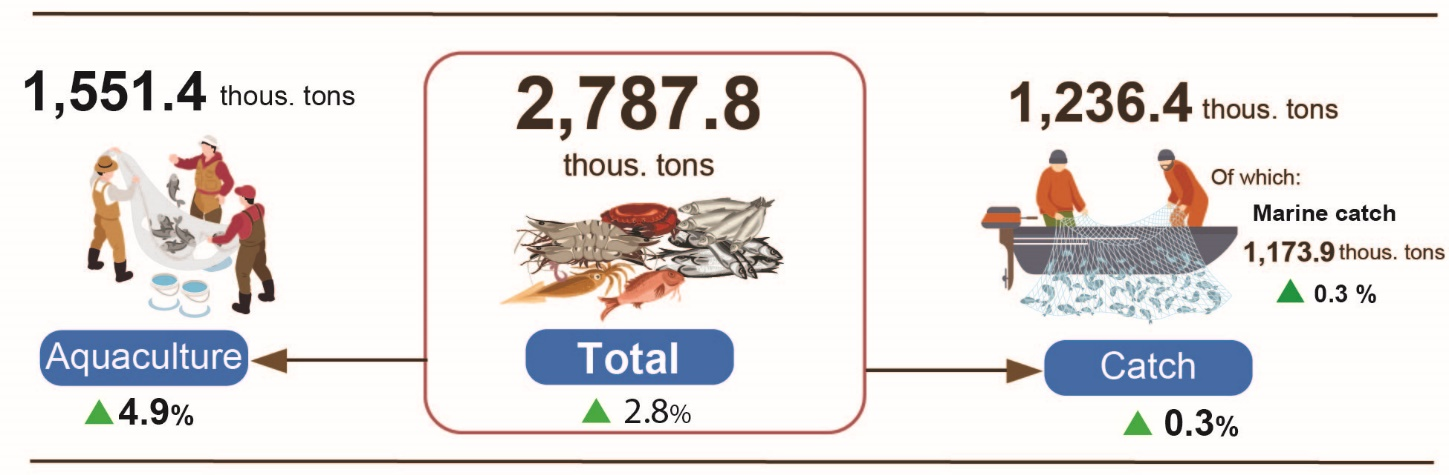 1,551.4 thous. tons
Aquaculture
▲ 4.9%
2,787.8
thous. tons
Total
▲ 2.8%
1,236.4 thous. tons
Of which:
Marine catch
1,173.9 thous. tons
▲ 0.3 %
Catch
▲ 0.3%